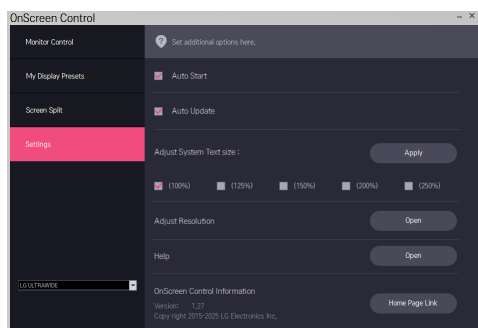 OnScreen Control
Monitor Control
My Display Presets
Screen Split
Settings
LG ULTRAWIDE
Set additional options here.
Auto Start
Auto Update
Adjust System Text size :
Apply
(100%) (125%) (150%) (200%) (250%)
Adjust Resolution
Open
Help
Open
OnScreen Control Information
Version: 1.27
Copy right 2015-2025 LG Electronics Inc.
Home Page Link